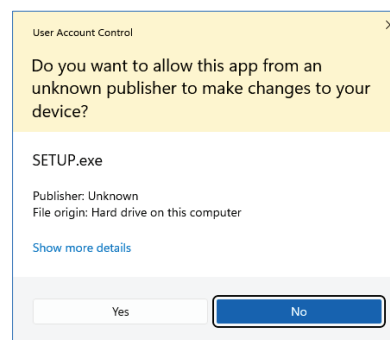 User Account Control
Do you want to allow this app from an
unknown publisher to make changes to your
device?
SETUP.exe
Publisher: Unknown
File origin: Hard drive on this computer
Show more details
Yes
No